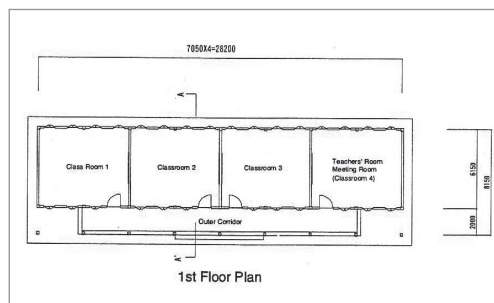 7050X4=28200
A
Class Room 1
Classroom 2
Classroom 3
Teachers' Room
Meeting Room
(Classroom 4)
6150
8150
2000
Outer Corridor
A'
1st Floor Plan